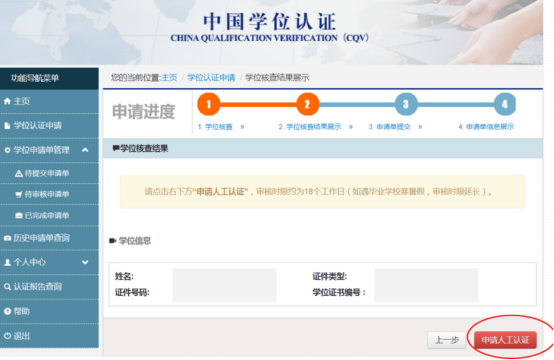 中国学位认证
CHINA QUALIFICATION VERIFICATION (CQV)
功能导航菜单
您的当前位置:主页 / 学位认证申请 / 学位核查结果展示
主页
学位认证申请
学位申请单管理
待提交申请单
待审核申请单
已完成申请单
历史申请单查询
个人中心
认证报告查询
帮助
退出
申请进度
1
2
3
4
1. 学位核查 »
2. 学位核查结果展示 »
3. 申请单提交 »
4. 申请单信息展示
学位核查结果
请点击右下方“申请人工认证”，审核时限约为18个工作日（如遇毕业学校寒暑假，审核时限延长）。
学位信息
姓名:
证件类型:
证件号码:
学位证书编号：
上一步
申请人工认证